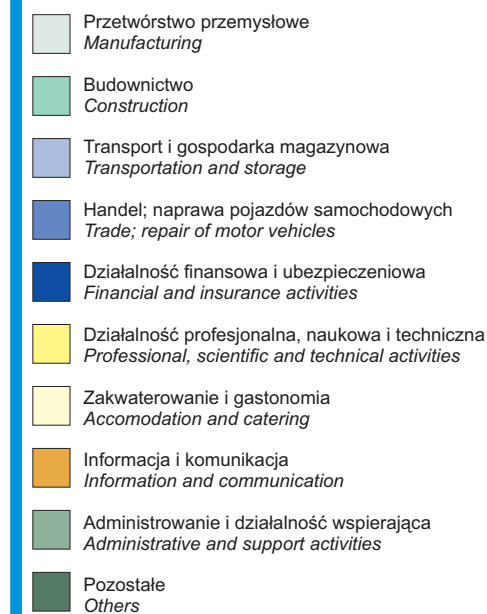 Przetwórstwo przemysłowe
Manufacturing
Budownictwo
Construction
Transport i gospodarka magazynowa
Transportation and storage
Handel; naprawa pojazdów samochodowych
Trade; repair of motor vehicles
Działalność finansowa i ubezpieczeniowa
Financial and insurance activities
Działalność profesjonalna, naukowa i techniczna
Professional, scientific and technical activities
Zakwaterowanie i gastonomia
Accomodation and catering
Informacja i komunikacja
Information and communication
Administrowanie i działalność wspierająca
Administrative and support activities
Pozostałe
Others